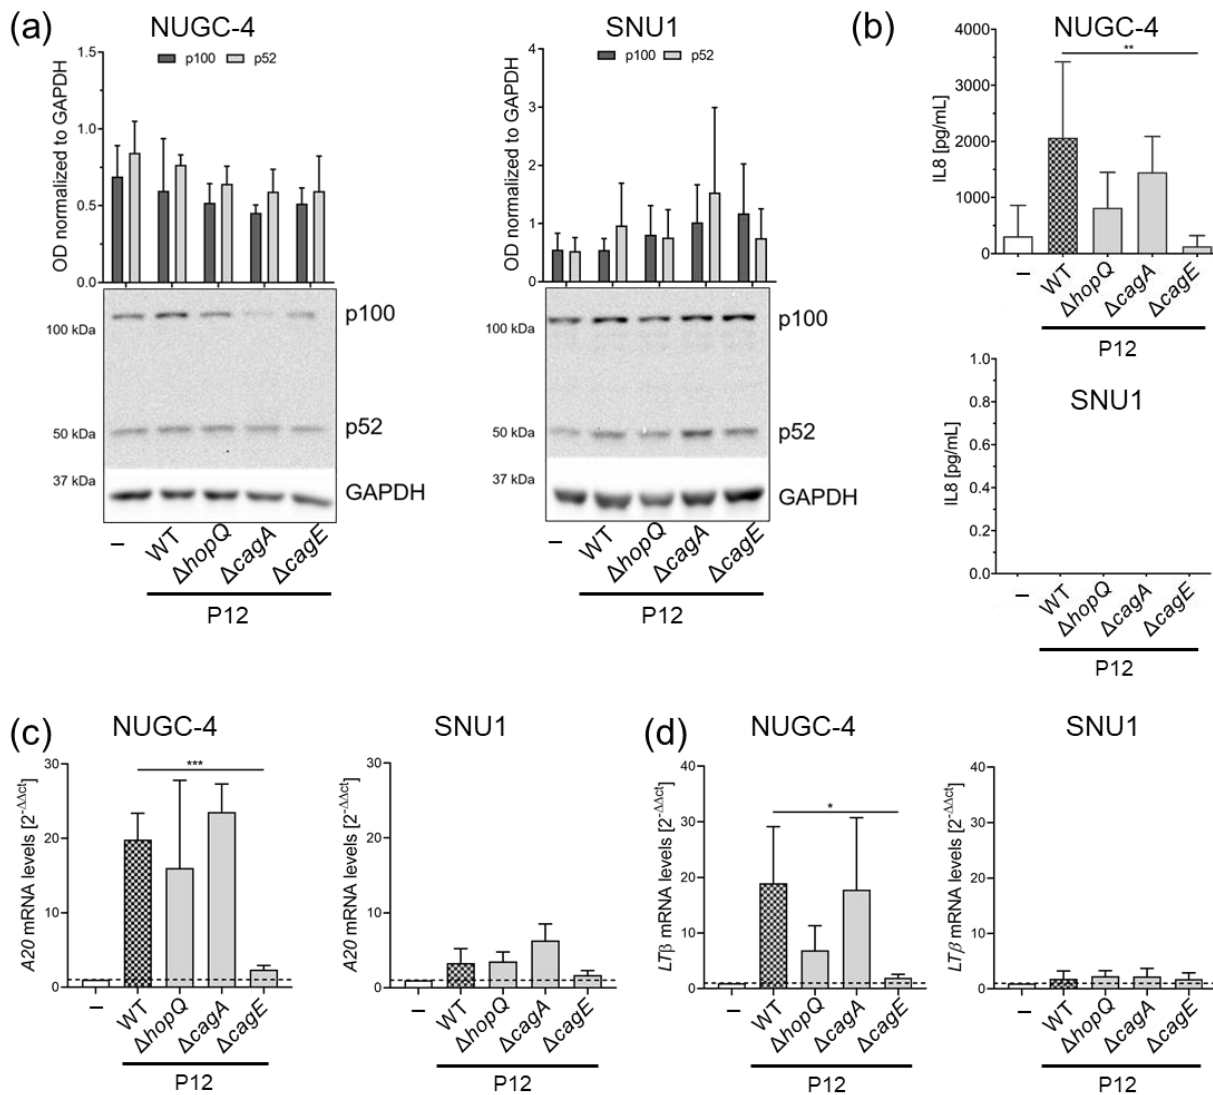 (a)
NUGC-4
p100 p52
OD normalized to GAPDH
1.5
1.0
0.5
0.0
100 kDa
50 kDa
37 kDa
p100
p52
GAPDH
– WT ΔhopQ ΔcagA ΔcagE
P12
SNU1
p100 p52
OD normalized to GAPDH
4
3
2
1
0
100 kDa
50 kDa
37 kDa
p100
p52
GAPDH
– WT ΔhopQ ΔcagA ΔcagE
P12
(b)
NUGC-4
**
IL8 [pg/mL]
4000
3000
2000
1000
0
– WT ΔhopQ ΔcagA ΔcagE
P12
SNU1
IL8 [pg/mL]
1.0
0.8
0.6
0.4
0.2
0.0
– WT ΔhopQ ΔcagA ΔcagE
P12
(c)
NUGC-4
***
A20 mRNA levels [2-ΔΔct]
30
20
10
0
– WT ΔhopQ ΔcagA ΔcagE
P12
SNU1
A20 mRNA levels [2-ΔΔct]
30
20
10
0
– WT ΔhopQ ΔcagA ΔcagE
P12
(d)
NUGC-4
*
LTβ mRNA levels [2-ΔΔct]
40
30
20
10
0
– WT ΔhopQ ΔcagA ΔcagE
P12
SNU1
LTβ mRNA levels [2-ΔΔct]
40
30
20
10
0
– WT ΔhopQ ΔcagA ΔcagE
P12